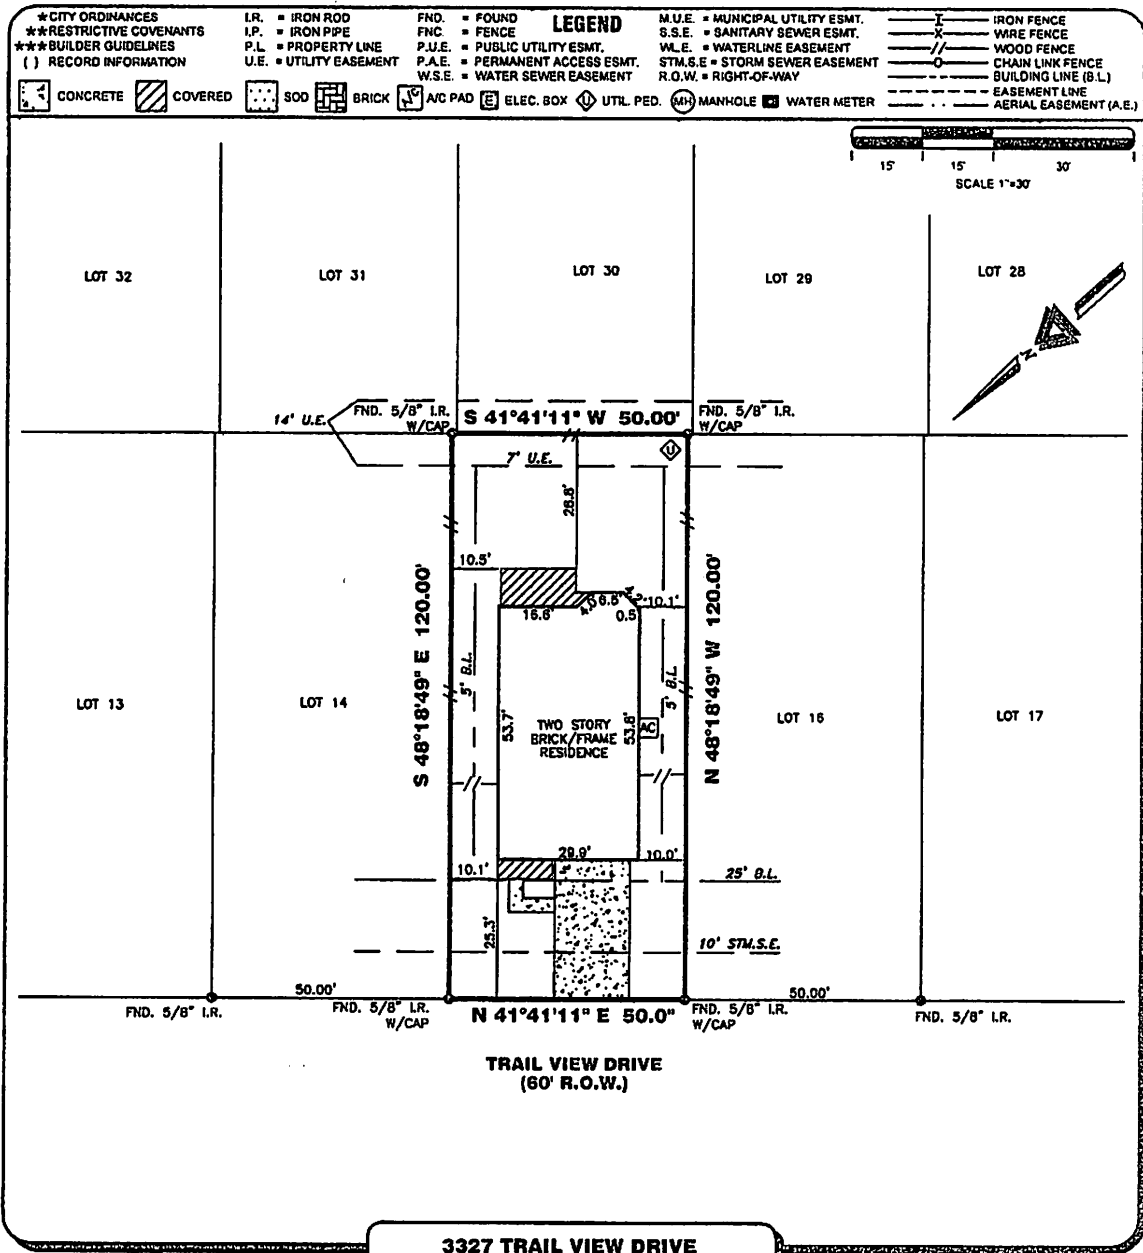 LEGEND
*CITY ORDINANCES
**RESTRICTIVE COVENANTS
***BUILDER GUIDELINES
( ) RECORD INFORMATION
I.R. = IRON ROD
I.P. = IRON PIPE
P.L. = PROPERTY LINE
U.E. = UTILITY EASEMENT
FND. = FOUND
FNC. = FENCE
P.U.E. = PUBLIC UTILITY ESMT.
P.A.E. = PERMANENT ACCESS ESMT.
W.S.E. = WATER SEWER EASEMENT
M.U.E. = MUNICIPAL UTILITY ESMT.
S.S.E. = SANITARY SEWER ESMT.
W.L.E. = WATERLINE EASEMENT
STM.S.E = STORM SEWER EASEMENT
R.O.W. = RIGHT-OF-WAY
I IRON FENCE
X WIRE FENCE
// WOOD FENCE
O CHAIN LINK FENCE
BUILDING LINE (B.L.)
EASEMENT LINE
AERIAL EASEMENT (A.E.)
CONCRETE
COVERED
SOD
BRICK
A/C A/C PAD
E ELEC. BOX
U UTIL. PED.
MH MANHOLE
WATER METER
15' 15' 30'
SCALE 1"=30'
LOT 32
LOT 31
LOT 30
LOT 29
LOT 28
N
14' U.E.
FND. 5/8" I.R.
W/CAP
S 41°41'11" W 50.00'
FND. 5/8" I.R.
W/CAP
7' U.E.
U
26.8'
10.5'
16.6'
4.0'
6.6'
0.5'
10.1'
S 48°18'49" E 120.00'
N 48°18'49" W 120.00'
5' B.L.
5' B.L.
LOT 13
LOT 14
LOT 16
LOT 17
53.7'
TWO STORY
BRICK/FRAME
RESIDENCE
53.8'
AC
29.9'
10.1'
10.0'
25' B.L.
25.3'
10' STM.S.E.
50.00'
50.00'
FND. 5/8" I.R.
FND. 5/8" I.R.
W/CAP
N 41°41'11" E 50.0"
FND. 5/8" I.R.
W/CAP
FND. 5/8" I.R.
TRAIL VIEW DRIVE
(60' R.O.W.)
3327 TRAIL VIEW DRIVE